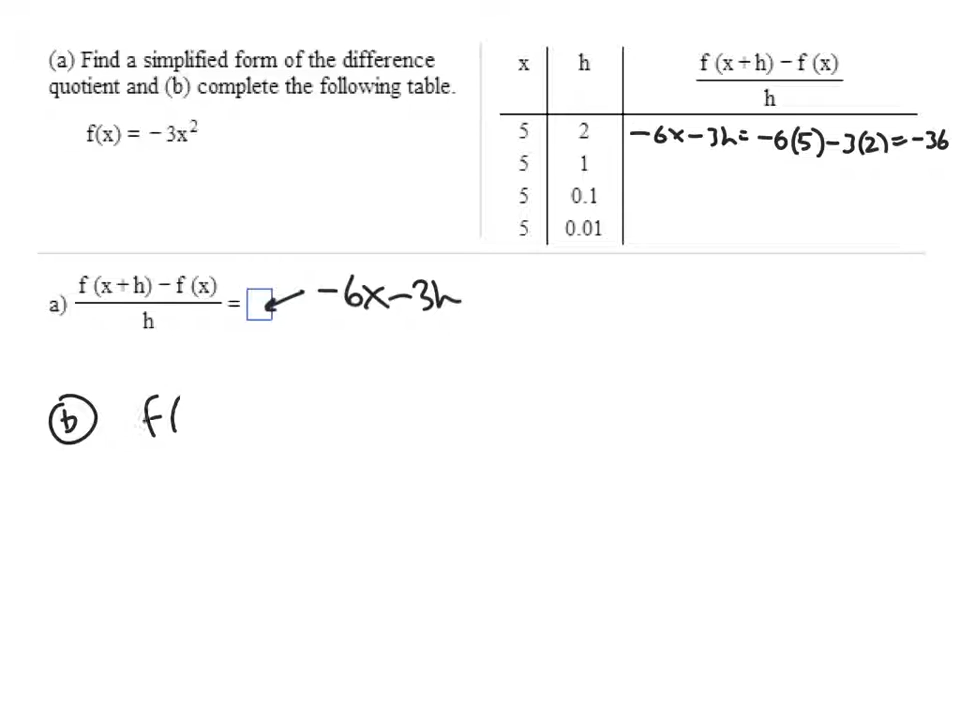 (a) Find a simplified form of the difference
quotient and (b) complete the following table.
f(x) = − 3x²
x h f (x + h) − f (x) / h
5 2 −6x−3h= −6(5)−3(2)=−36
5 1
5 0.1
5 0.01
a) f (x + h) − f (x) / h = −6x−3h
(b) f(